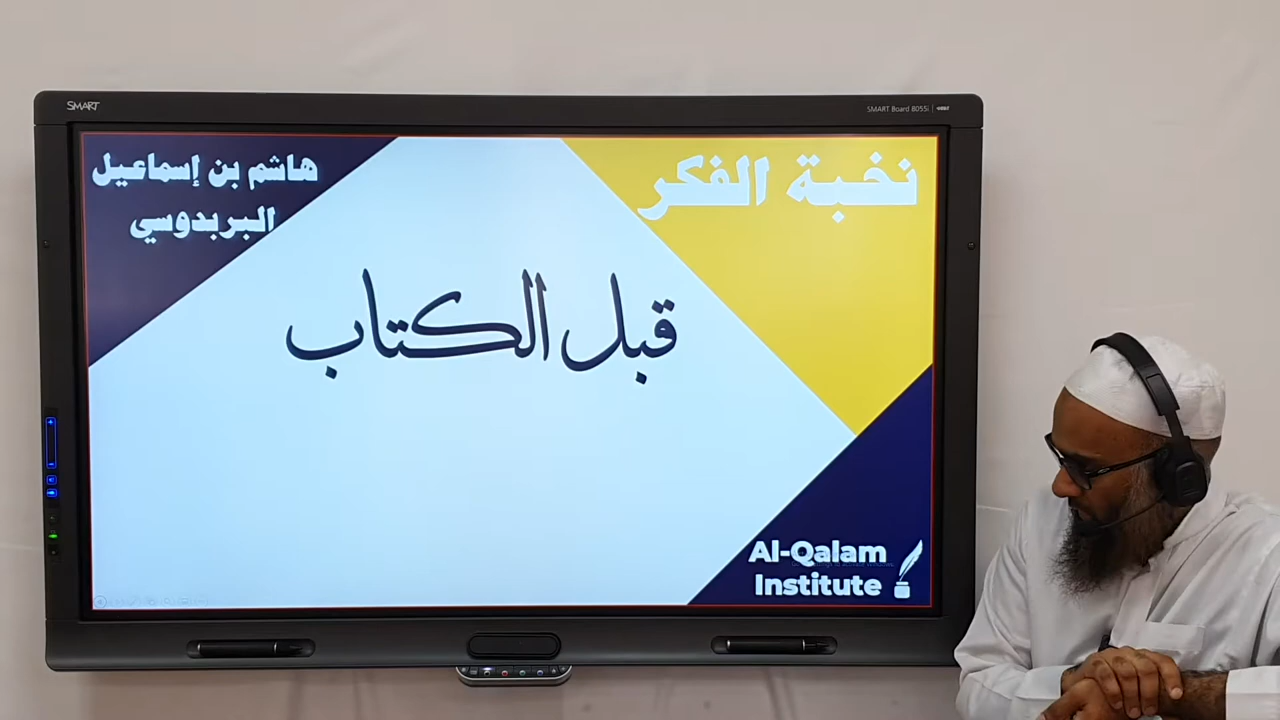 SMART
SMART Board 8055i
نخبة الفكر
هاشم بن إسماعيل
البربدوسي
قبل الكتاب
Al-Qalam
Institute